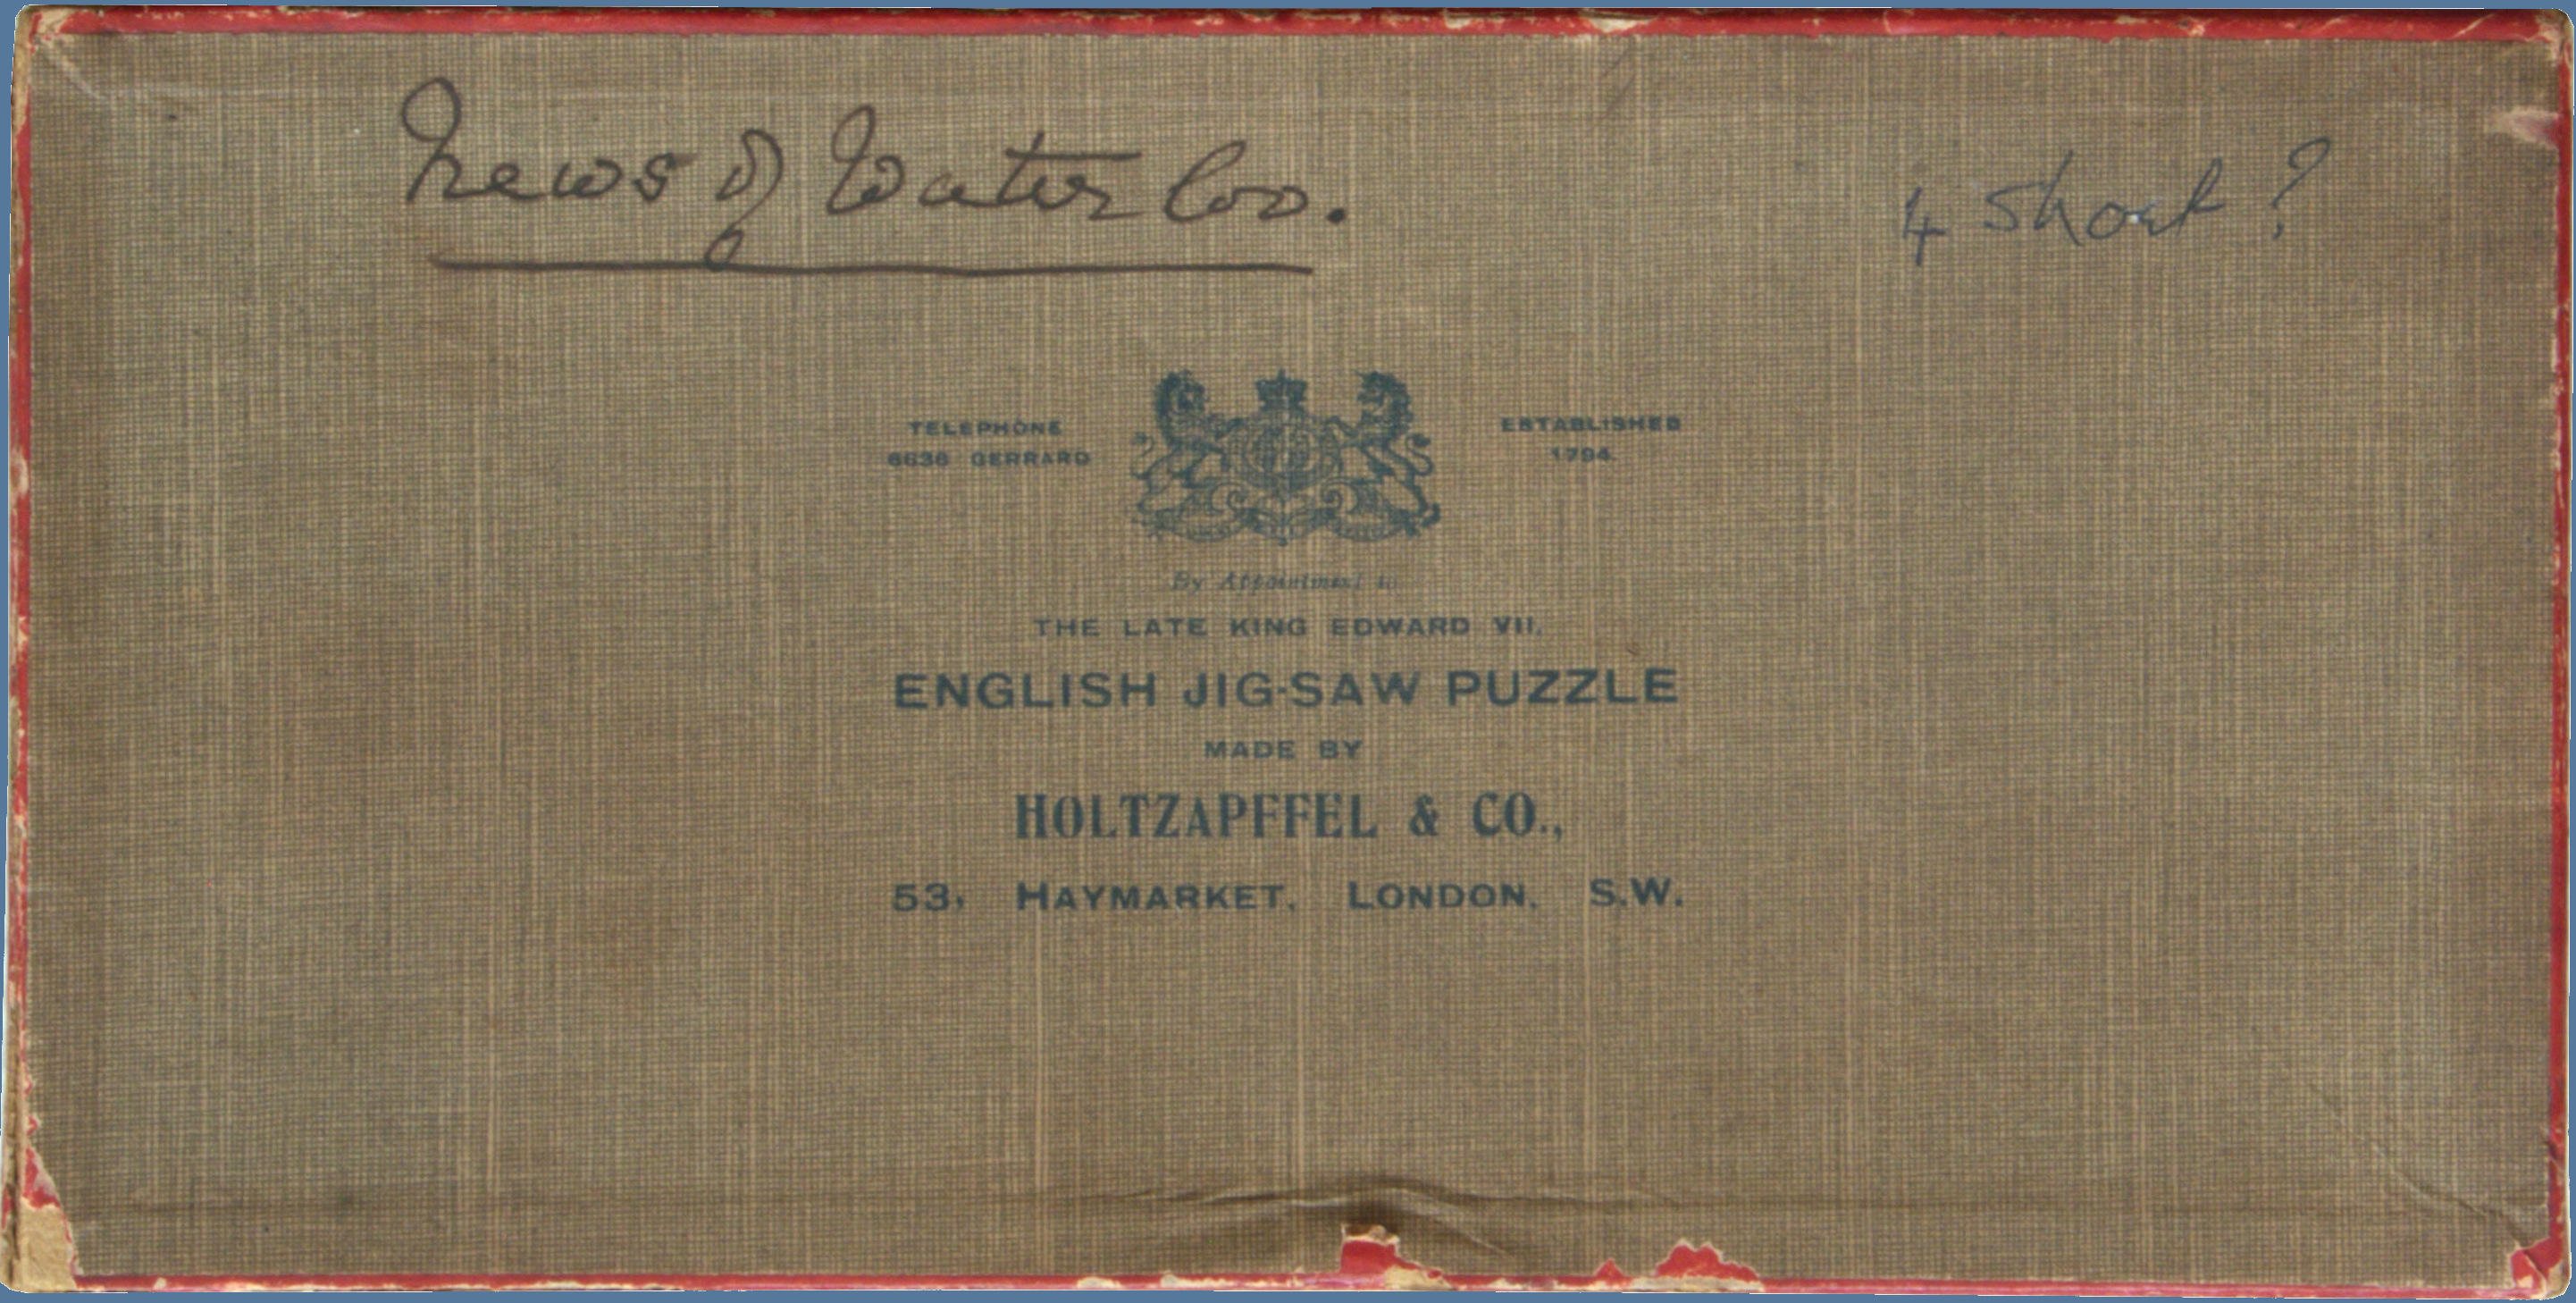 News of Waterloo.
4 short ?
TELEPHONE
6636 GERRARD
ESTABLISHED
1794.
By Appointment to
THE LATE KING EDWARD VII.
ENGLISH JIG-SAW PUZZLE
MADE BY
HOLTZAPFFEL & CO.,
53, HAYMARKET, LONDON, S.W.